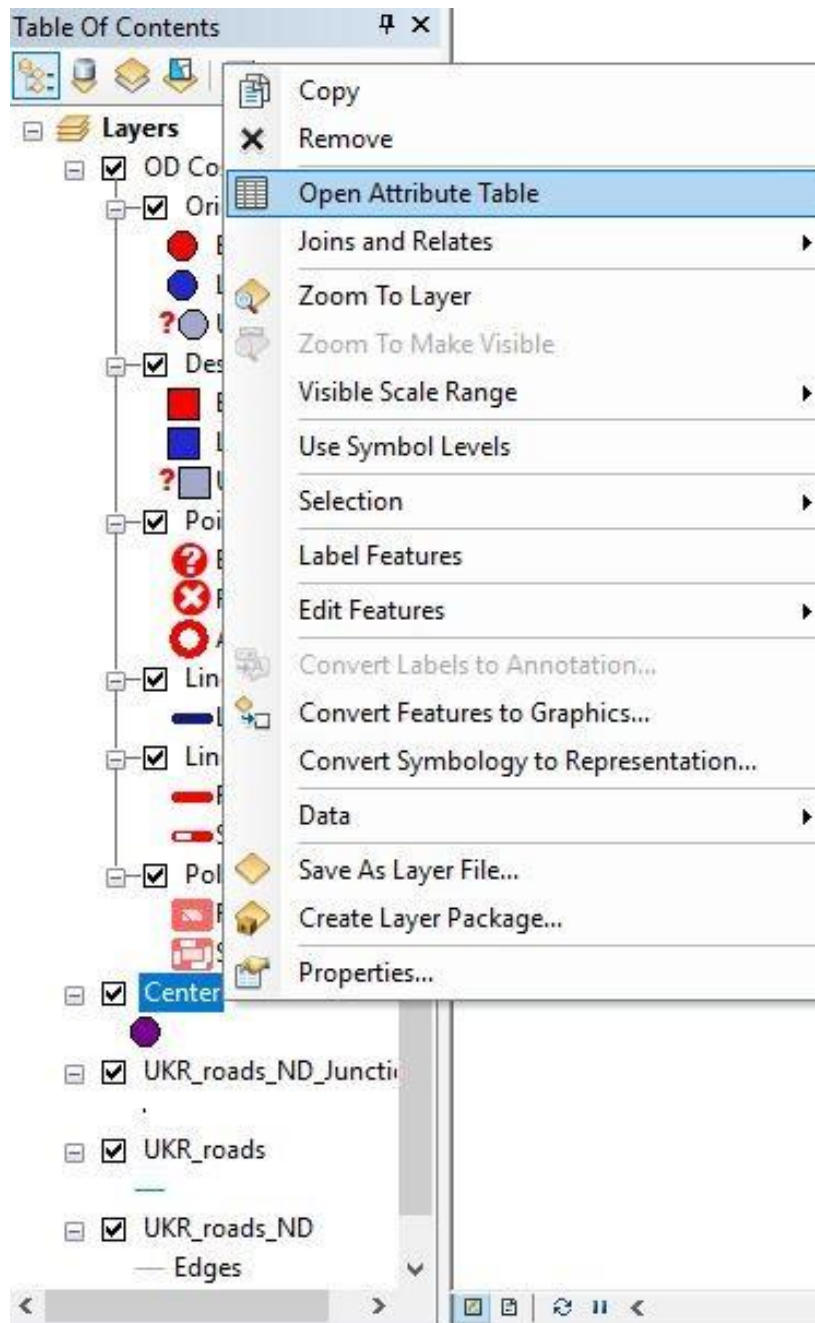 Table Of Contents
Layers
OD Co
Ori
Des
Poi
Lin
Lin
Pol
Center
UKR_roads_ND_Juncti
UKR_roads
UKR_roads_ND
Edges
Copy
Remove
Open Attribute Table
Joins and Relates
Zoom To Layer
Zoom To Make Visible
Visible Scale Range
Use Symbol Levels
Selection
Label Features
Edit Features
Convert Labels to Annotation...
Convert Features to Graphics...
Convert Symbology to Representation...
Data
Save As Layer File...
Create Layer Package...
Properties...